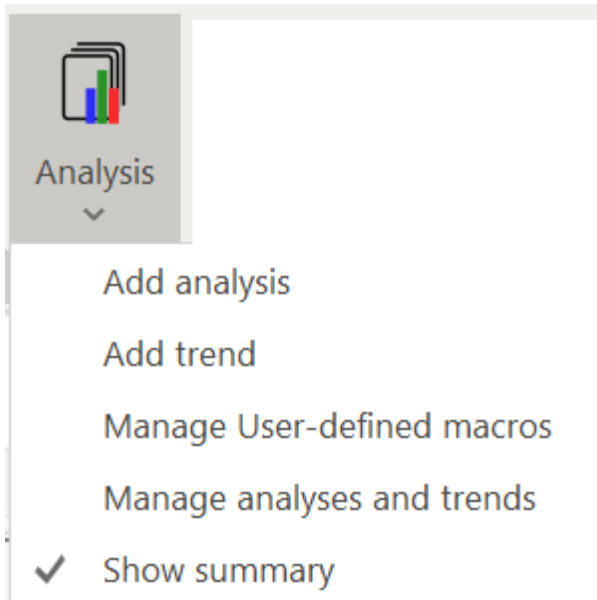 Analysis
Add analysis
Add trend
Manage User-defined macros
Manage analyses and trends
Show summary